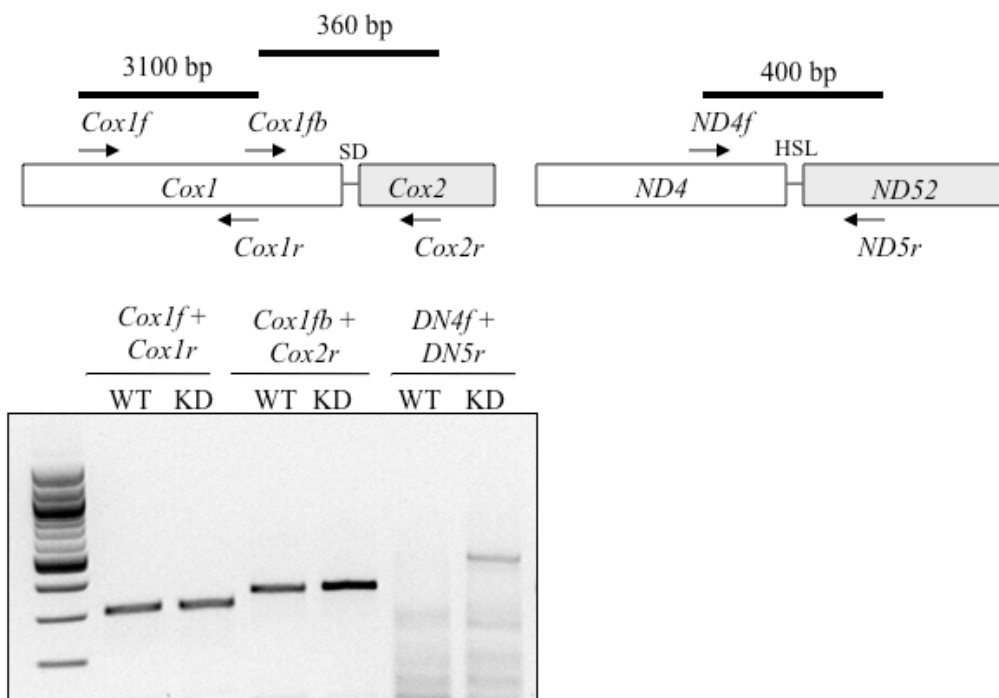 360 bp
3100 bp
400 bp
Cox1f
Cox1fb
ND4f
SD
HSL
Cox1
Cox2
ND4
ND52
Cox1r
Cox2r
ND5r
Cox1f + Cox1r
Cox1fb + Cox2r
DN4f + DN5r
WT KD WT KD WT KD